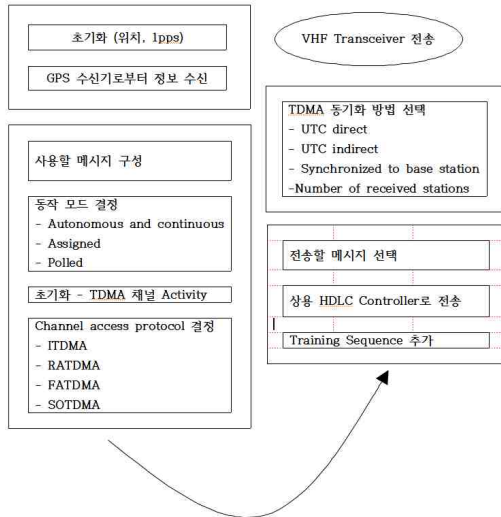 초기화 (위치, 1pps)
GPS 수신기로부터 정보 수신
사용할 메시지 구성
동작 모드 결정
- Autonomous and continuous
- Assigned
- Polled
초기화 - TDMA 채널 Activity
Channel access protocol 결정
- ITDMA
- RATDMA
- FATDMA
- SOTDMA
VHF Transceiver 전송
TDMA 동기화 방법 선택
- UTC direct
- UTC indirect
- Synchronized to base station
-Number of received stations
전송할 메시지 선택
상용 HDLC Controller로 전송
Training Sequence 추가